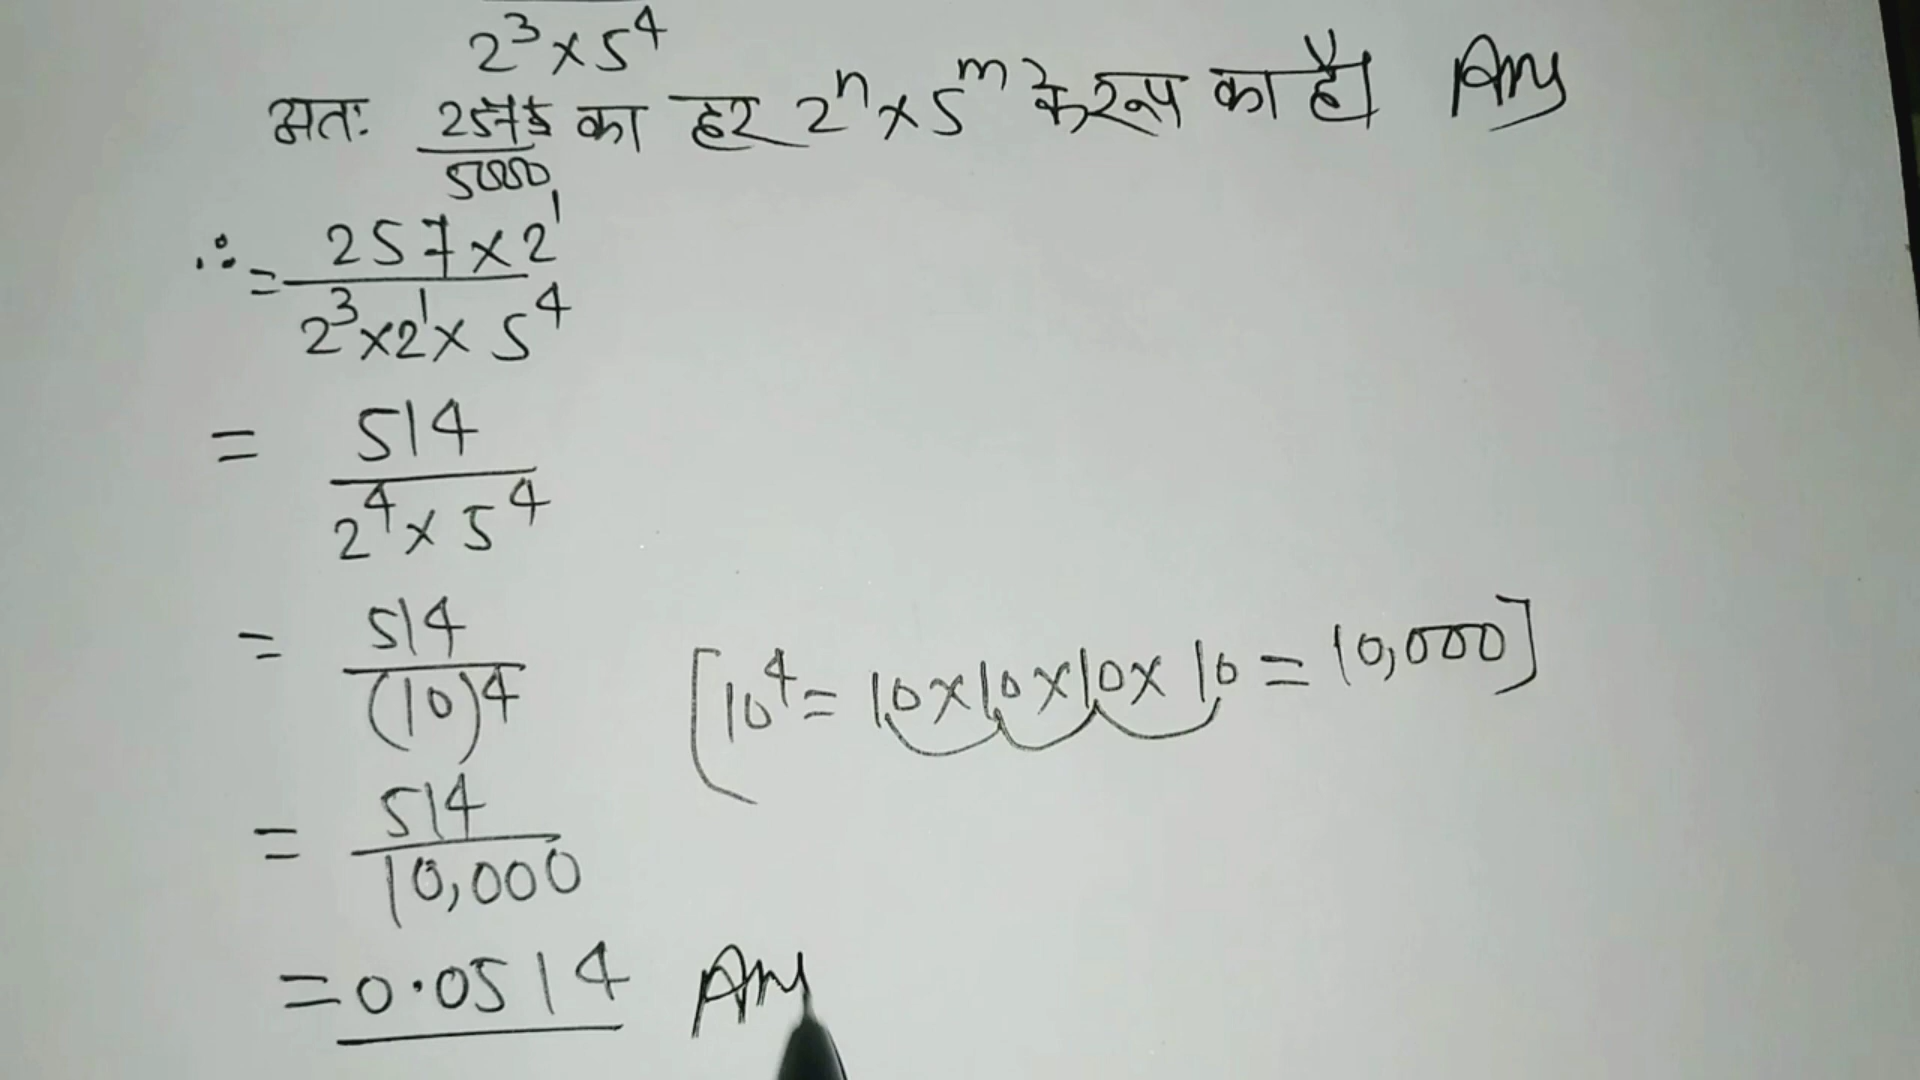 2³ × 5⁴
अतः 257/5000 का हर 2ⁿ × 5ᵐ के रूप का है। Ans
∴ = 257 × 2¹ / 2³ × 2¹ × 5⁴
= 514 / 2⁴ × 5⁴
= 514 / (10)⁴ [10⁴ = 10 × 10 × 10 × 10 = 10,000]
= 514 / 10,000
= 0.0514 Ans